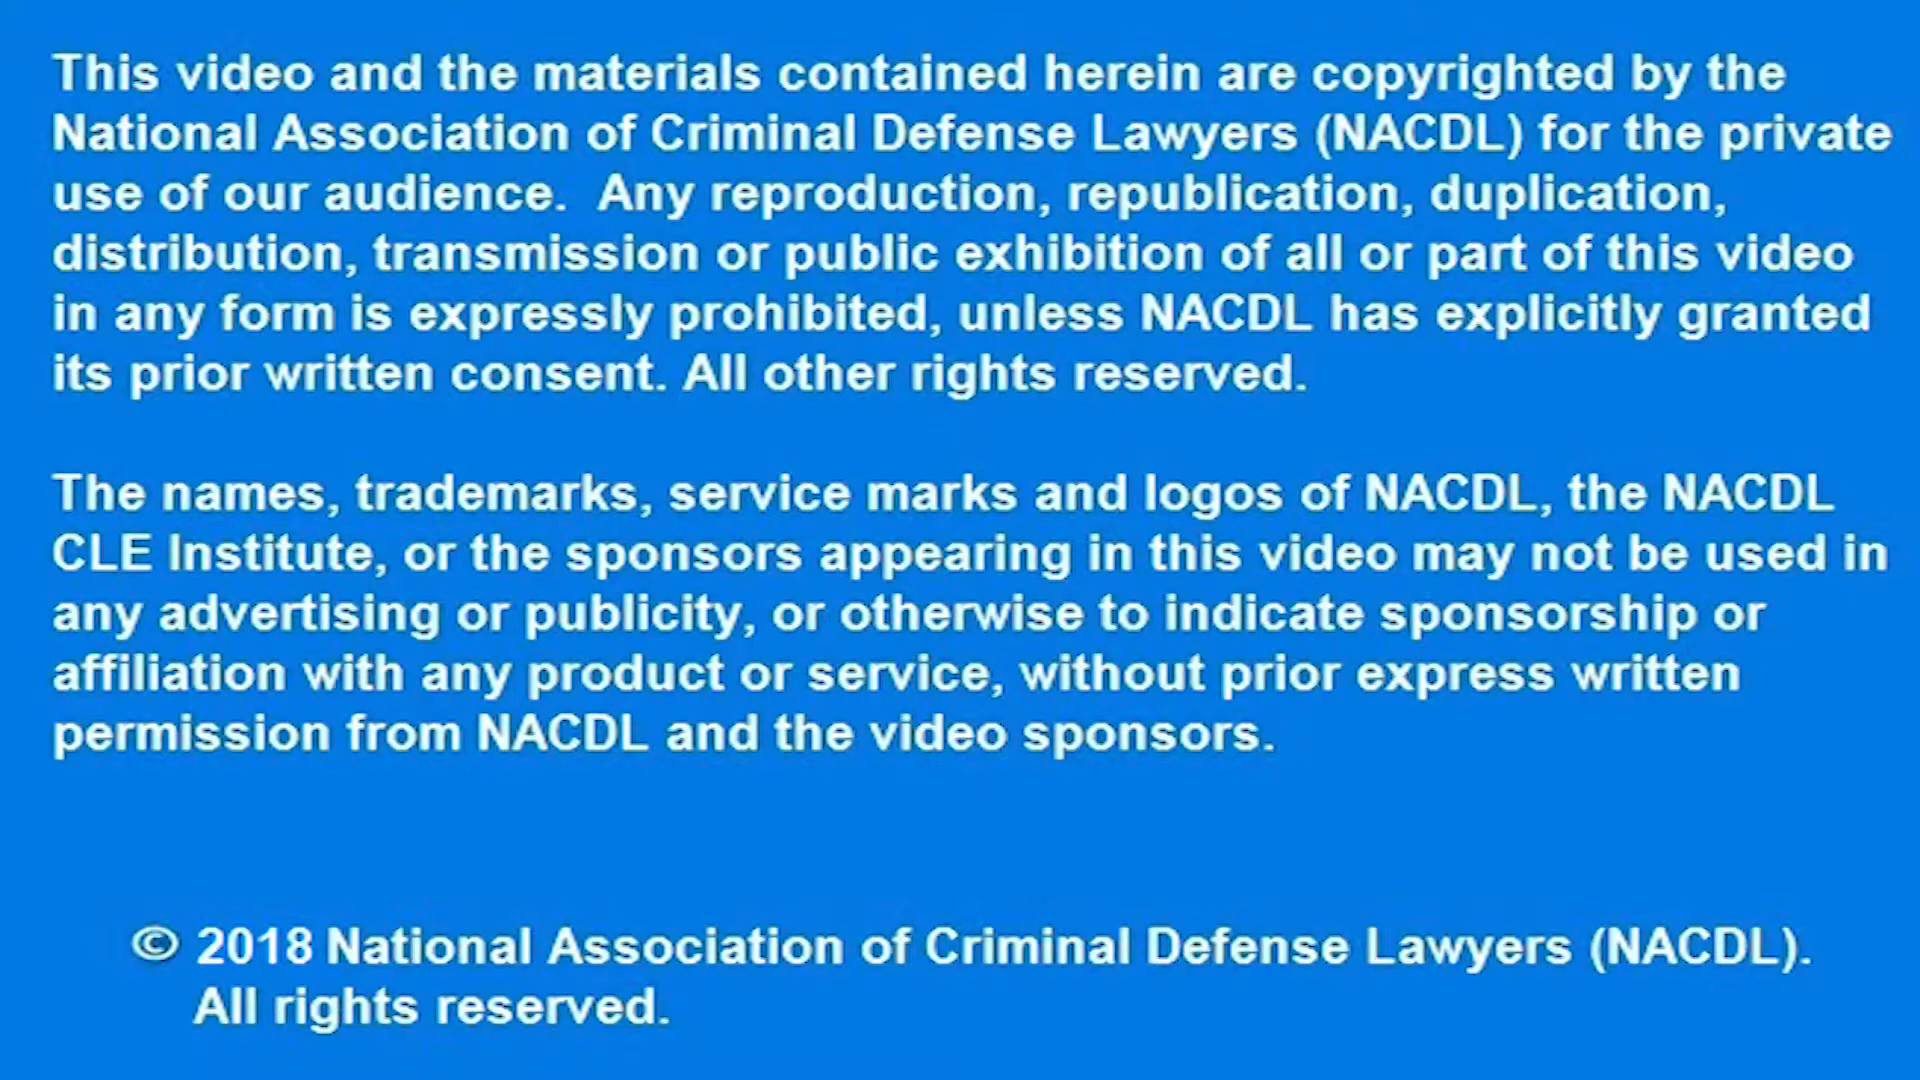 This video and the materials contained herein are copyrighted by the
National Association of Criminal Defense Lawyers (NACDL) for the private
use of our audience.  Any reproduction, republication, duplication,
distribution, transmission or public exhibition of all or part of this video
in any form is expressly prohibited, unless NACDL has explicitly granted
its prior written consent. All other rights reserved.
The names, trademarks, service marks and logos of NACDL, the NACDL
CLE Institute, or the sponsors appearing in this video may not be used in
any advertising or publicity, or otherwise to indicate sponsorship or
affiliation with any product or service, without prior express written
permission from NACDL and the video sponsors.
© 2018 National Association of Criminal Defense Lawyers (NACDL).
All rights reserved.